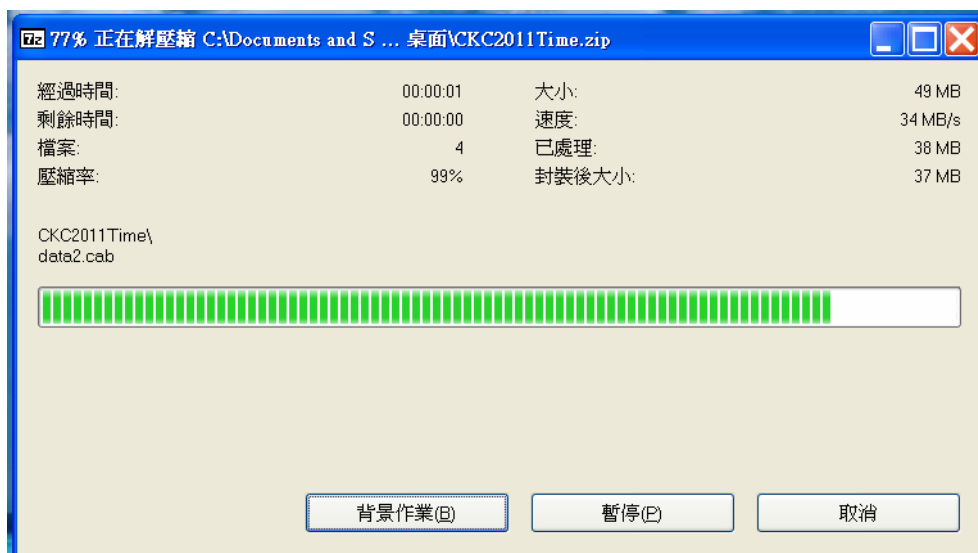 7z 77% 正在解壓縮 C:\Documents and S ... 桌面\CKC2011Time.zip
經過時間: 00:00:01 大小: 49 MB
剩餘時間: 00:00:00 速度: 34 MB/s
檔案: 4 已處理: 38 MB
壓縮率: 99% 封裝後大小: 37 MB
CKC2011Time\
data2.cab
背景作業(B) 暫停(P) 取消